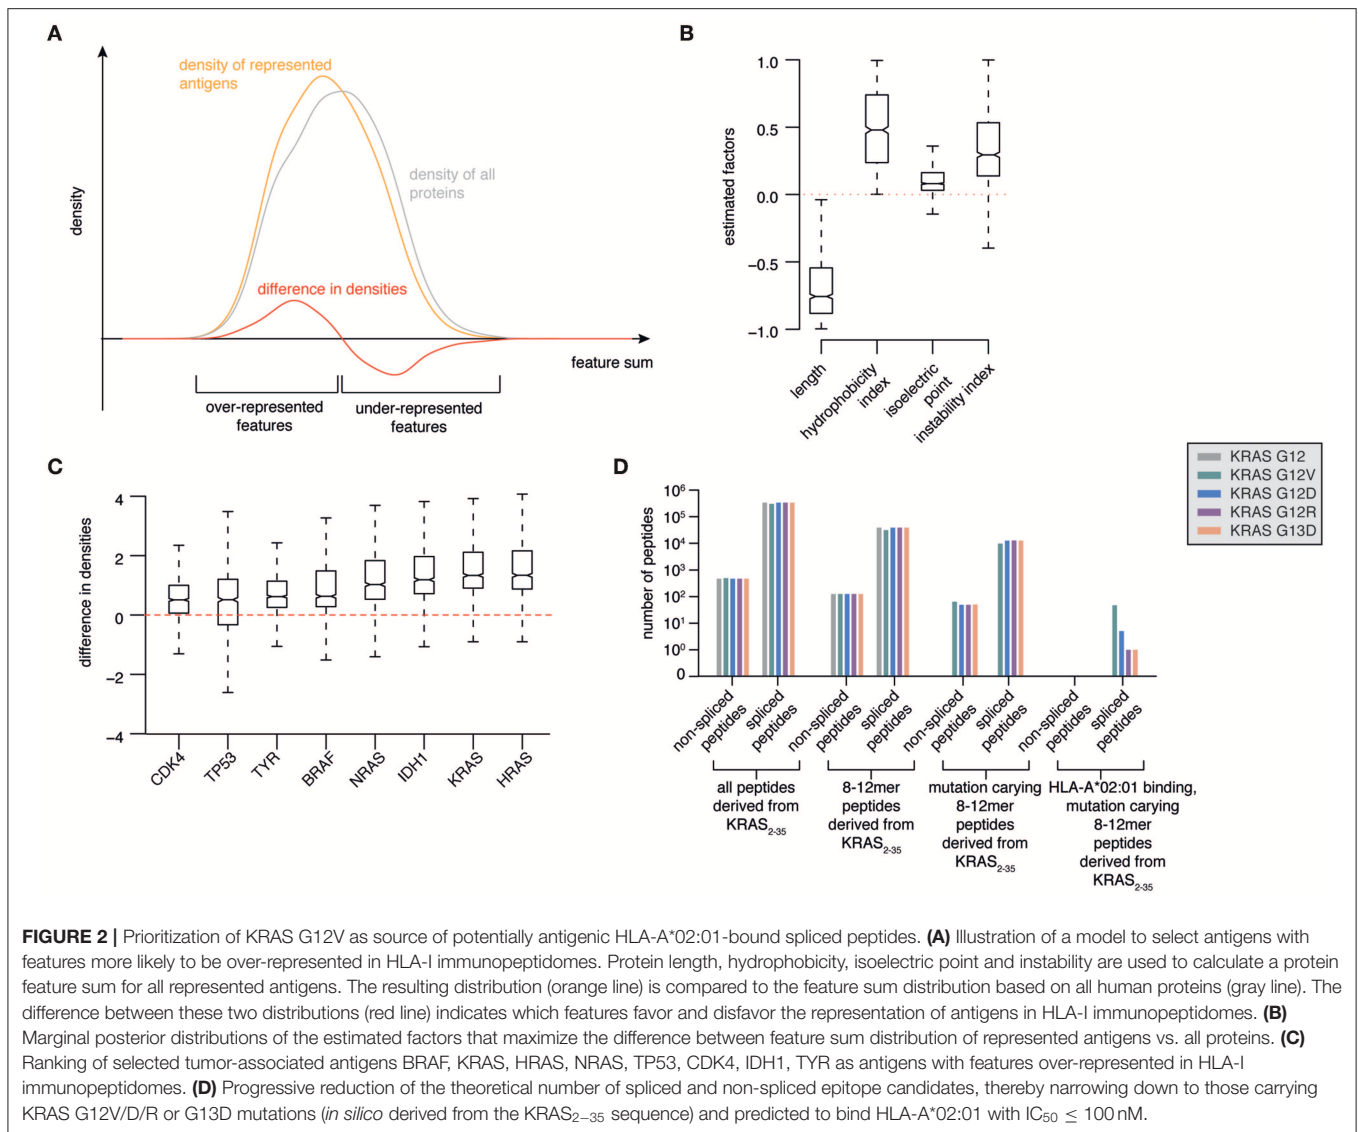 A
density of represented
antigens
density of all
proteins
density
difference in densities
feature sum
over-represented
features
under-represented
features
B
1.0
0.5
0.0
−0.5
−1.0
estimated factors
length
hydrophobicity
index
isoelectric
point
instability index
C
4
2
0
−2
−4
difference in densities
CDK4
TP53
TYR
BRAF
NRAS
IDH1
KRAS
HRAS
D
KRAS G12
KRAS G12V
KRAS G12D
KRAS G12R
KRAS G13D
10⁶
10⁵
10⁴
10³
10²
10¹
10⁰
0
number of peptides
non-spliced
peptides
spliced
peptides
non-spliced
peptides
spliced
peptides
non-spliced
peptides
spliced
peptides
non-spliced
peptides
spliced
peptides
all peptides
derived from
KRAS₂₋₃₅
8-12mer
peptides
derived from
KRAS₂₋₃₅
mutation carying
8-12mer
peptides
derived from
KRAS₂₋₃₅
HLA-A*02:01 binding,
mutation carying
8-12mer
peptides
derived from
KRAS₂₋₃₅
FIGURE 2 | Prioritization of KRAS G12V as source of potentially antigenic HLA-A*02:01-bound spliced peptides. (A) Illustration of a model to select antigens with
features more likely to be over-represented in HLA-I immunopeptidomes. Protein length, hydrophobicity, isoelectric point and instability are used to calculate a protein
feature sum for all represented antigens. The resulting distribution (orange line) is compared to the feature sum distribution based on all human proteins (gray line). The
difference between these two distributions (red line) indicates which features favor and disfavor the representation of antigens in HLA-I immunopeptidomes. (B)
Marginal posterior distributions of the estimated factors that maximize the difference between feature sum distribution of represented antigens vs. all proteins. (C)
Ranking of selected tumor-associated antigens BRAF, KRAS, HRAS, NRAS, TP53, CDK4, IDH1, TYR as antigens with features over-represented in HLA-I
immunopeptidomes. (D) Progressive reduction of the theoretical number of spliced and non-spliced epitope candidates, thereby narrowing down to those carrying
KRAS G12V/D/R or G13D mutations (in silico derived from the KRAS₂₋₃₅ sequence) and predicted to bind HLA-A*02:01 with IC₅₀ ≤ 100 nM.